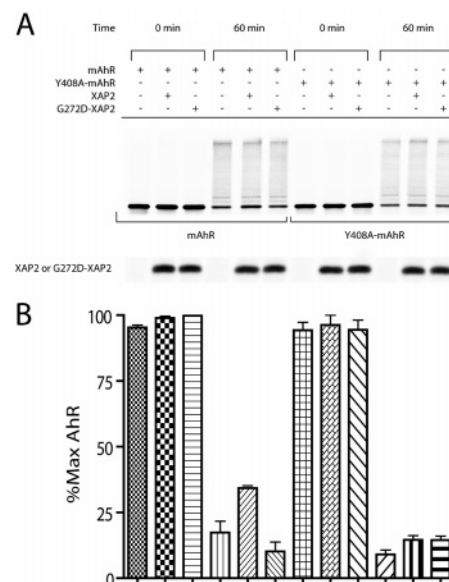 A
Time 0 min 60 min 0 min 60 min
mAhR + + + + + + - - - - - -
Y408A-mAhR - - - - - - + + + + + +
XAP2 - + - - + - - + - - + -
G272D-XAP2 - - + - - + - - + - - +
mAhR Y408A-mAhR
XAP2 or G272D-XAP2
B
%Max AhR
100
75
50
25
0